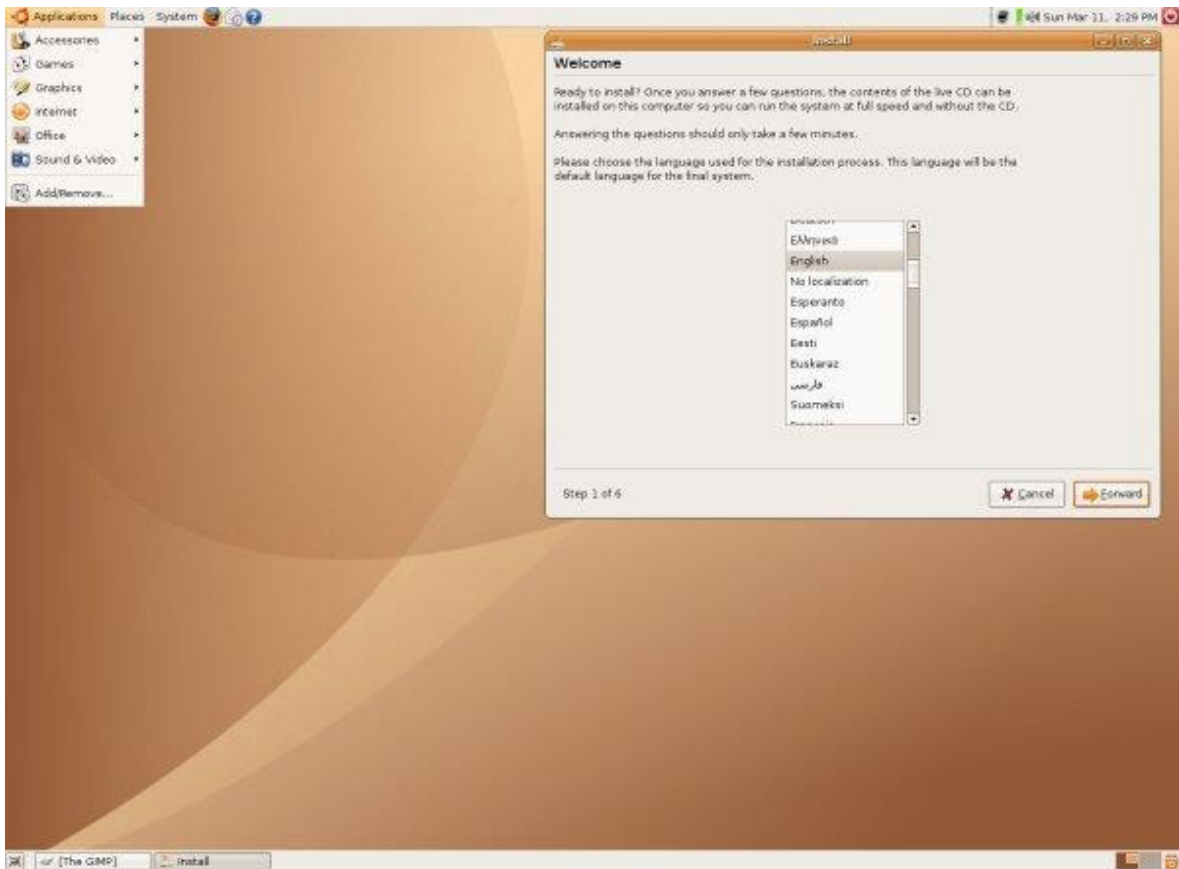 Applications Places System
Sun Mar 11, 2:29 PM
Accessories
Games
Graphics
Internet
Office
Sound & Video
Add/Remove...
Install
Welcome
Ready to install? Once you answer a few questions, the contents of the live CD can be
installed on this computer so you can run the system at full speed and without the CD.
Answering the questions should only take a few minutes.
Please choose the language used for the installation process. This language will be the
default language for the final system.
Ελληνικά
English
No localization
Esperanto
Español
Eesti
Euskaraz
فارسی
Suomeksi
Step 1 of 6
Cancel
Forward
[The GIMP]
Install